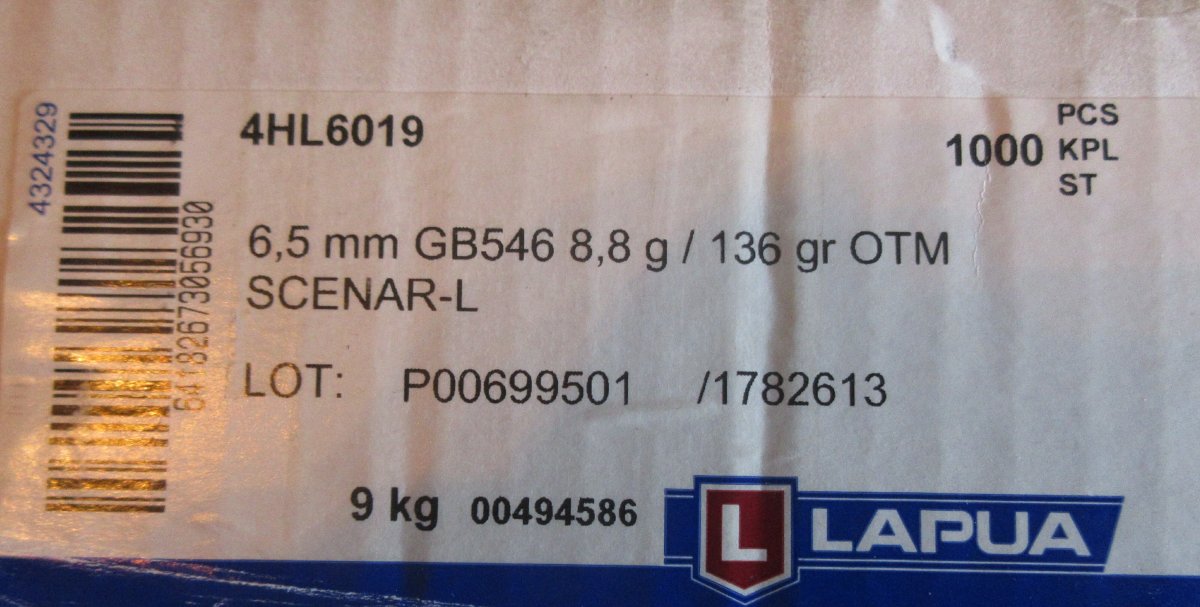 4324329
64182673056930
4HL6019
1000 PCS
KPL
ST
6,5 mm GB546 8,8 g / 136 gr OTM
SCENAR-L
LOT: P00699501 /1782613
9 kg 00494586
L LAPUA